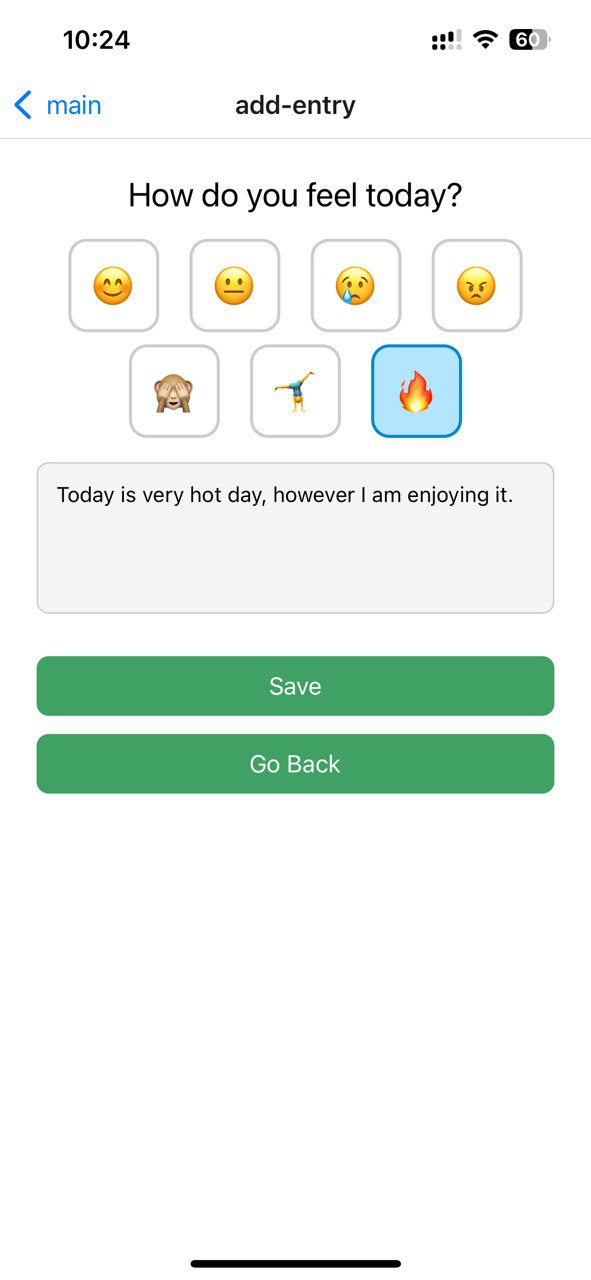 10:24
60
main
add-entry
How do you feel today?
Today is very hot day, however I am enjoying it.
Save
Go Back